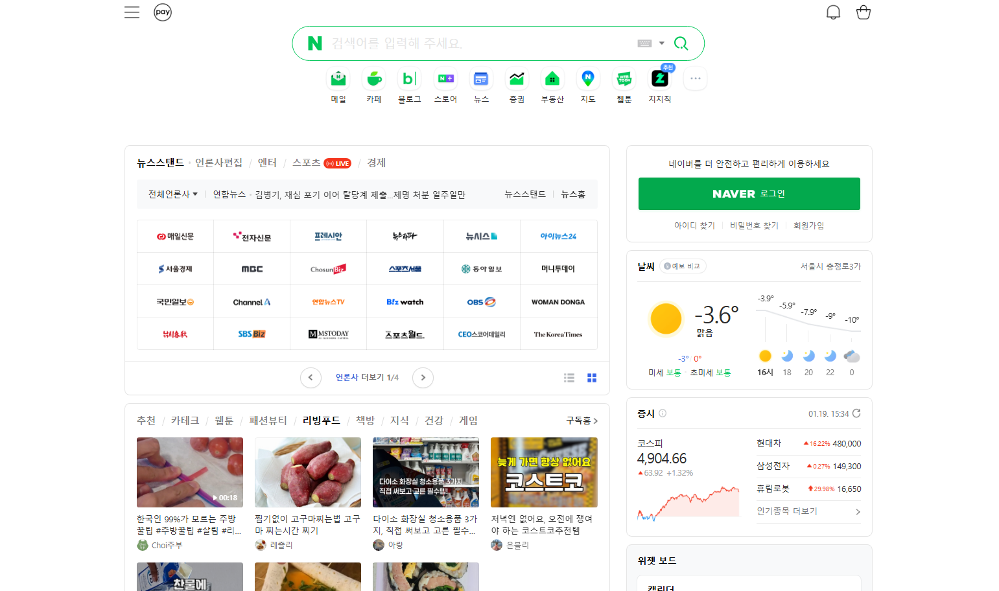 pay
N 검색어를 입력해 주세요.
메일 카페 블로그 스토어 뉴스 증권 부동산 지도 웹툰 추천 치지직
뉴스스탠드 · 언론사편집 / 엔터 / 스포츠 LIVE / 경제
전체언론사 연합뉴스 · 김병기, 재심 포기 이어 탈당계 제출...제명 처분 일주일만 뉴스스탠드 뉴스홈
매일신문 전자신문 프레시안 뉴스타파 뉴시스 아이뉴스24
서울경제 MBC ChosunBiz 스포츠서울 동아일보 머니투데이
국민일보 Channel A 연합뉴스TV Bizwatch OBS WOMAN DONGA
SBS Biz MSTODAY 스포츠월드 CEO스코어데일리 The Korea Times
언론사 더보기 1/4
추천 / 카테크 / 웹툰 / 패션뷰티 / 리빙푸드 / 책방 / 지식 / 건강 / 게임 구독홈
00:18
다이소 화장실 청소용품 3가지
직접 써보고 고른 필수템!
늦게 가면 항상 없어요
코스트코
한국인 99%가 모르는 주방
꿀팁 #주방꿀팁 #살림 #리...
Choi주부
찜기없이 고구마찌는법 고구
마 찌는시간 찌기
레쯜리
다이소 화장실 청소용품 3가
지, 직접 써보고 고른 필수...
아랑
저녁엔 없어요, 오전에 쟁여
야 하는 코스트코추천템
은블리
찬물에
네이버를 더 안전하고 편리하게 이용하세요
NAVER 로그인
아이디 찾기 비밀번호 찾기 회원가입
날씨 예보 비교 서울시 충정로3가
-3.6°
맑음
-3° / 0°
미세 보통 · 초미세 보통
-3.9° -5.9° -7.9° -9° -10°
16시 18 20 22 0
증시 01.19. 15:34
코스피
4,904.66
63.92 +1.32%
현대차 16.22% 480,000
삼성전자 0.27% 149,300
휴림로봇 29.98% 16,650
인기종목 더보기
위젯 보드
캘린더